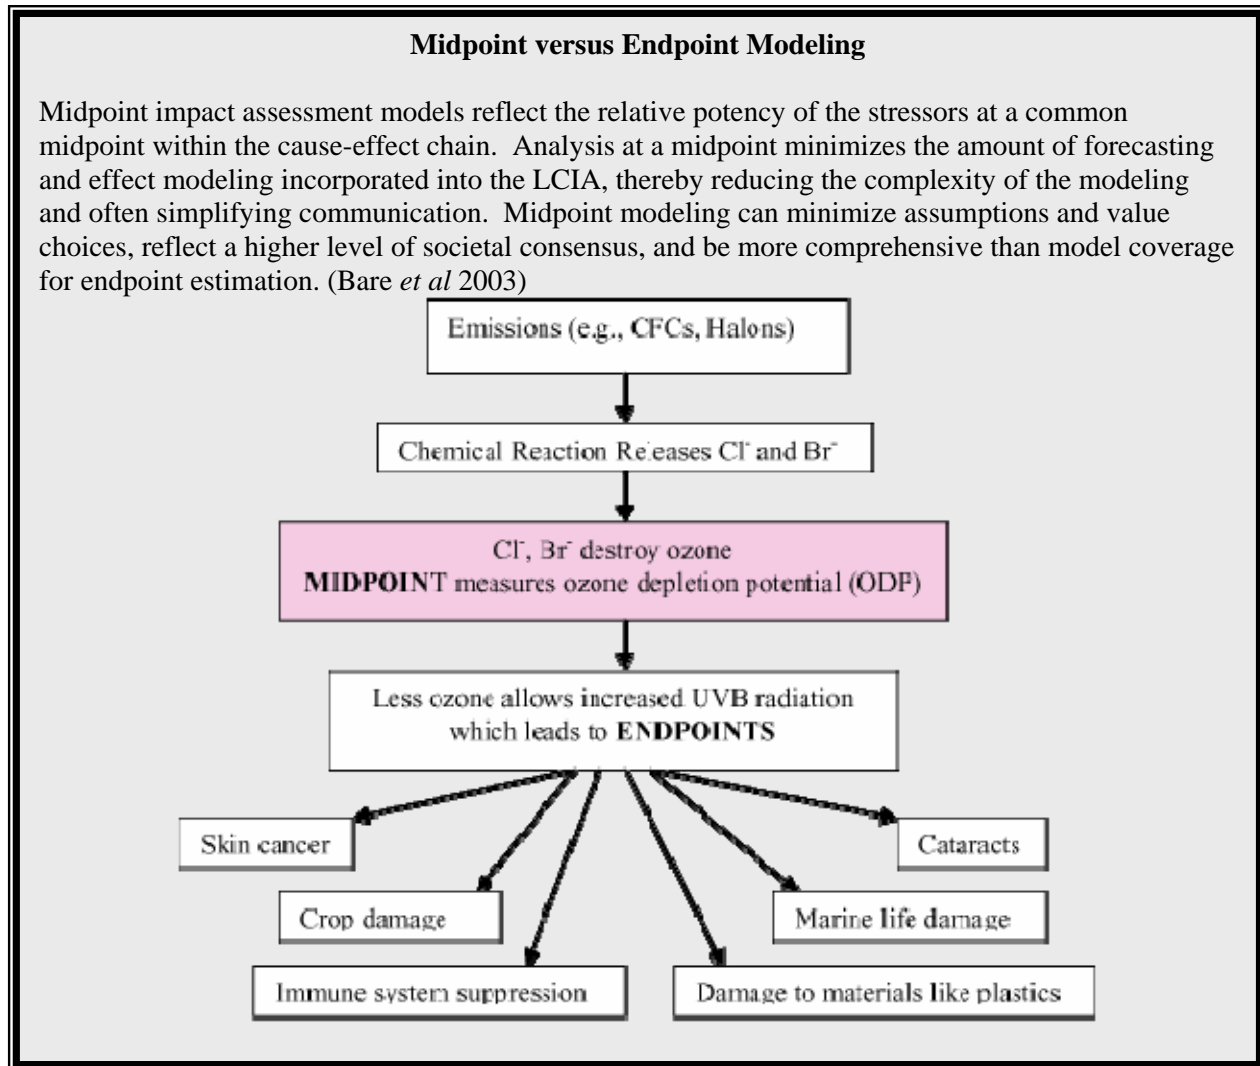 Midpoint versus Endpoint Modeling
Midpoint impact assessment models reflect the relative potency of the stressors at a common
midpoint within the cause-effect chain.  Analysis at a midpoint minimizes the amount of forecasting
and effect modeling incorporated into the LCIA, thereby reducing the complexity of the modeling
and often simplifying communication.  Midpoint modeling can minimize assumptions and value
choices, reflect a higher level of societal consensus, and be more comprehensive than model coverage
for endpoint estimation. (Bare et al 2003)
Emissions (e.g., CFCs, Halons)
Chemical Reaction Releases Cl⁻ and Br⁻
Cl⁻, Br⁻ destroy ozone
MIDPOINT measures ozone depletion potential (ODP)
Less ozone allows increased UVB radiation
which leads to ENDPOINTS
Skin cancer
Cataracts
Crop damage
Marine life damage
Immune system suppression
Damage to materials like plastics